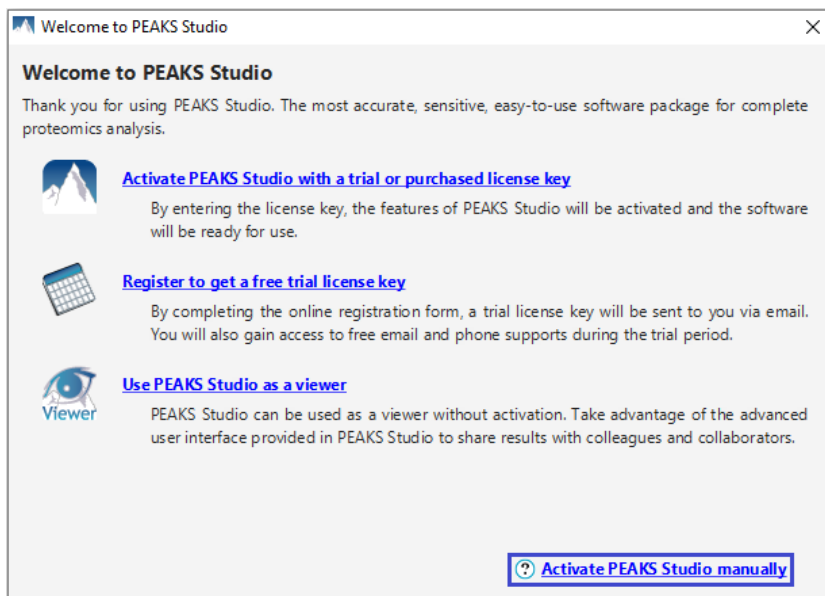 Welcome to PEAKS Studio
Welcome to PEAKS Studio
Thank you for using PEAKS Studio. The most accurate, sensitive, easy-to-use software package for complete
proteomics analysis.
Activate PEAKS Studio with a trial or purchased license key
By entering the license key, the features of PEAKS Studio will be activated and the software
will be ready for use.
Register to get a free trial license key
By completing the online registration form, a trial license key will be sent to you via email.
You will also gain access to free email and phone supports during the trial period.
Use PEAKS Studio as a viewer
Viewer
PEAKS Studio can be used as a viewer without activation. Take advantage of the advanced
user interface provided in PEAKS Studio to share results with colleagues and collaborators.
? Activate PEAKS Studio manually